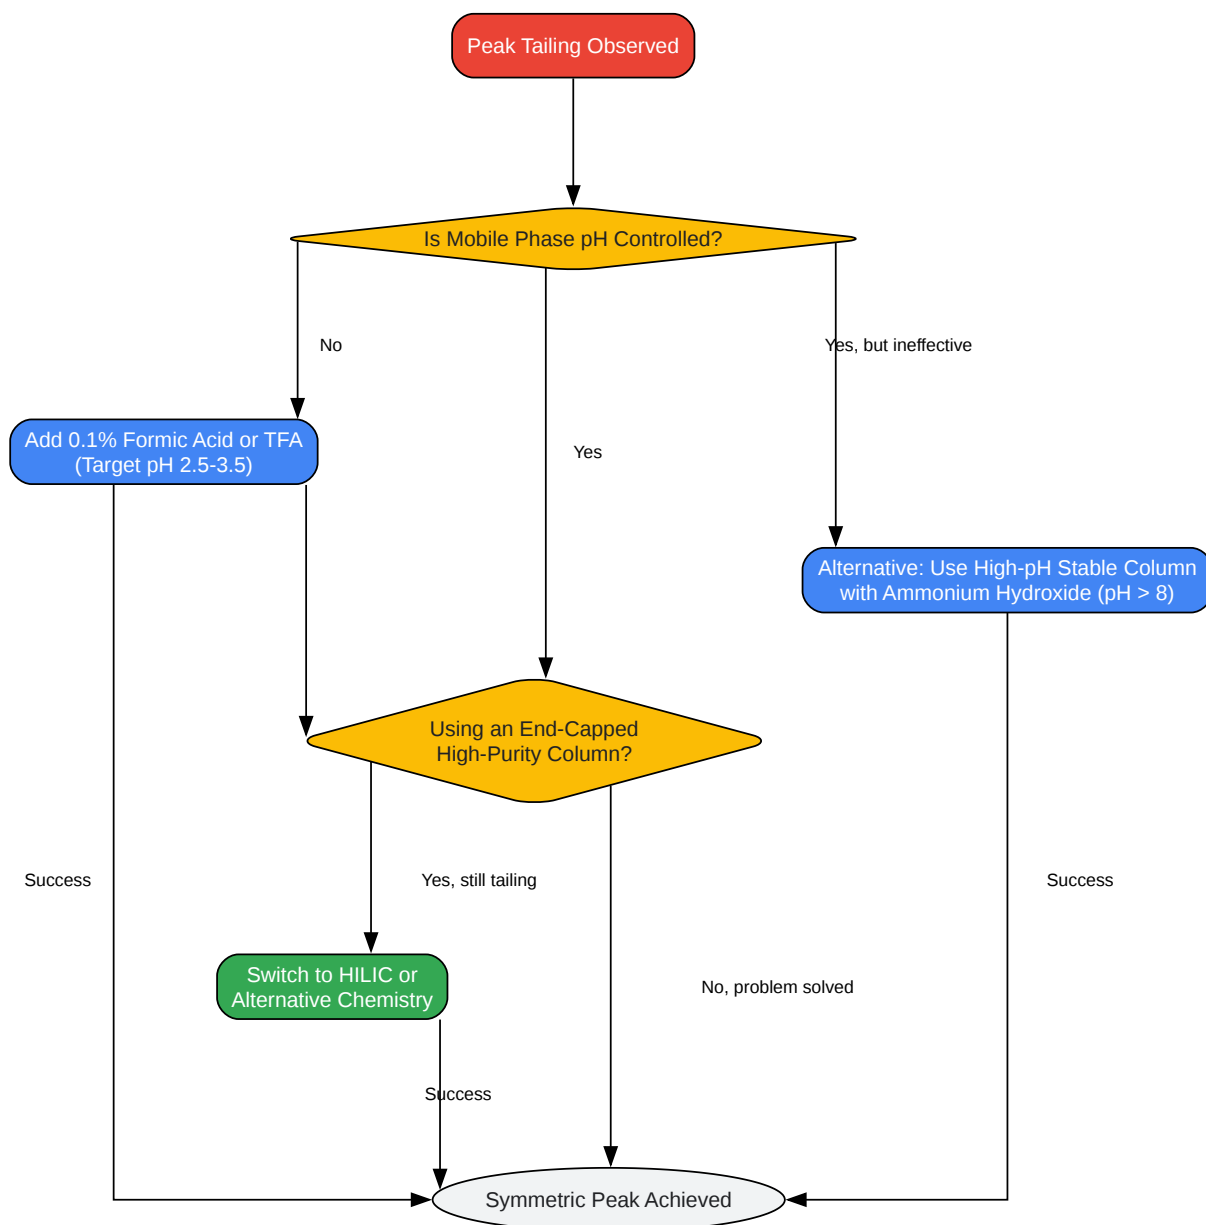 Peak Tailing Observed
Is Mobile Phase pH Controlled?
No
Yes, but ineffective
Add 0.1% Formic Acid or TFA
(Target pH 2.5-3.5)
Yes
Alternative: Use High-pH Stable Column
with Ammonium Hydroxide (pH > 8)
Using an End-Capped
High-Purity Column?
Success
Yes, still tailing
Success
Switch to HILIC or
Alternative Chemistry
No, problem solved
Success
Symmetric Peak Achieved